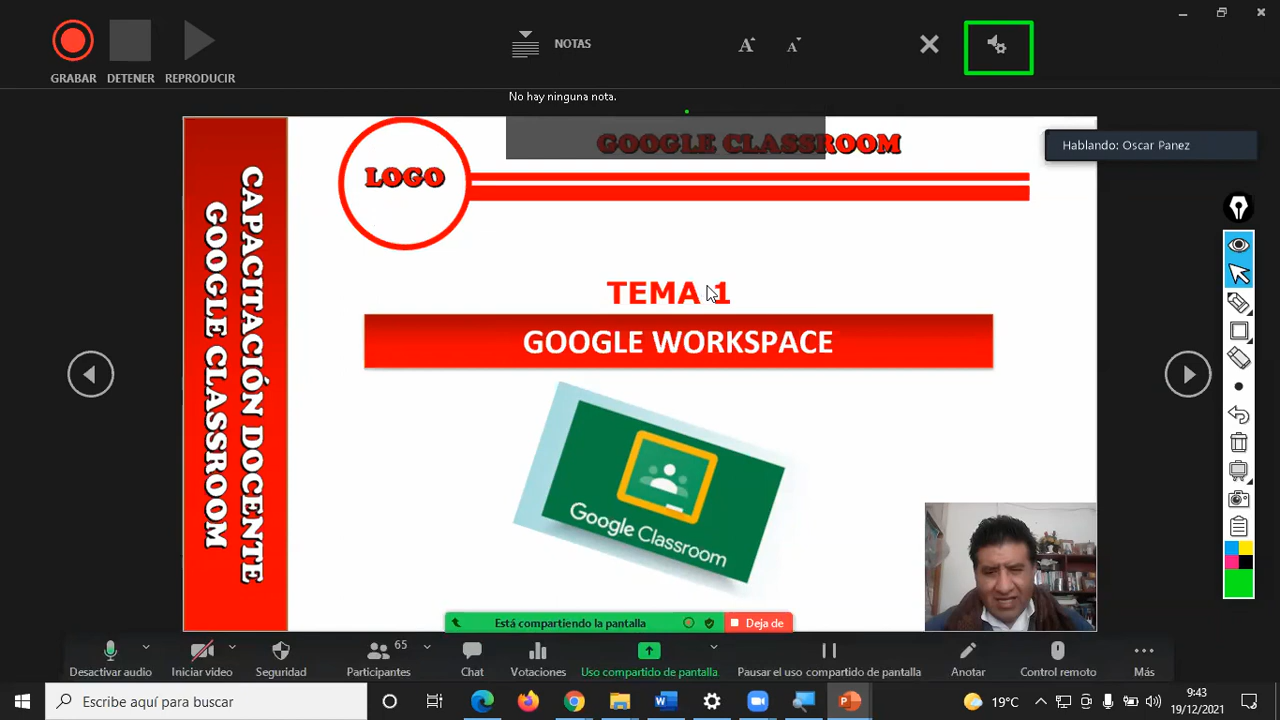 GRABAR
DETENER
REPRODUCIR
NOTAS
A
A
No hay ninguna nota.
GOOGLE CLASSROOM
Hablando: Oscar Panez
LOGO
CAPACITACIÓN DOCENTE
GOOGLE CLASSROOM
TEMA 1
GOOGLE WORKSPACE
Google Classroom
Está compartiendo la pantalla
Deja de
Desactivar audio
Iniciar video
Seguridad
65
Participantes
Chat
Votaciones
Uso compartido de pantalla
Pausar el uso compartido de pantalla
Anotar
Control remoto
Más
Escribe aquí para buscar
19°C
9:43
19/12/2021